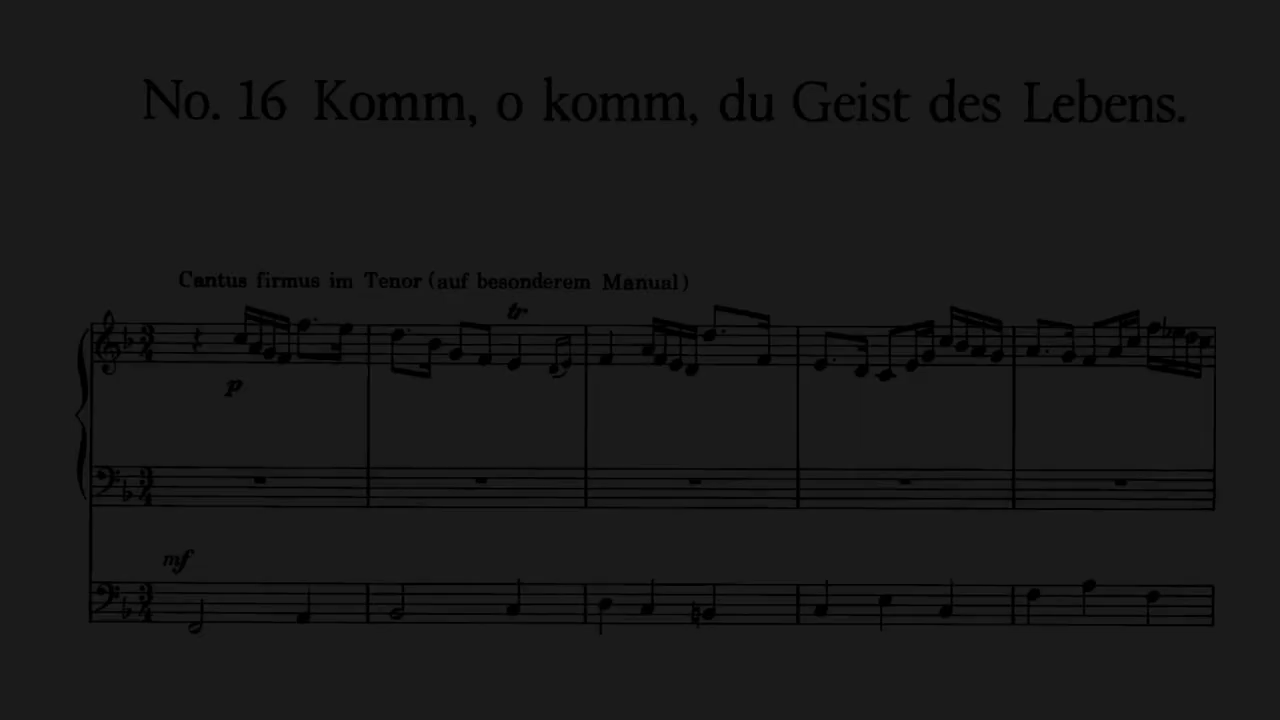 No. 16 Komm, o komm, du Geist des Lebens.
Cantus firmus im Tenor (auf besonderem Manual)
tr
p
mf